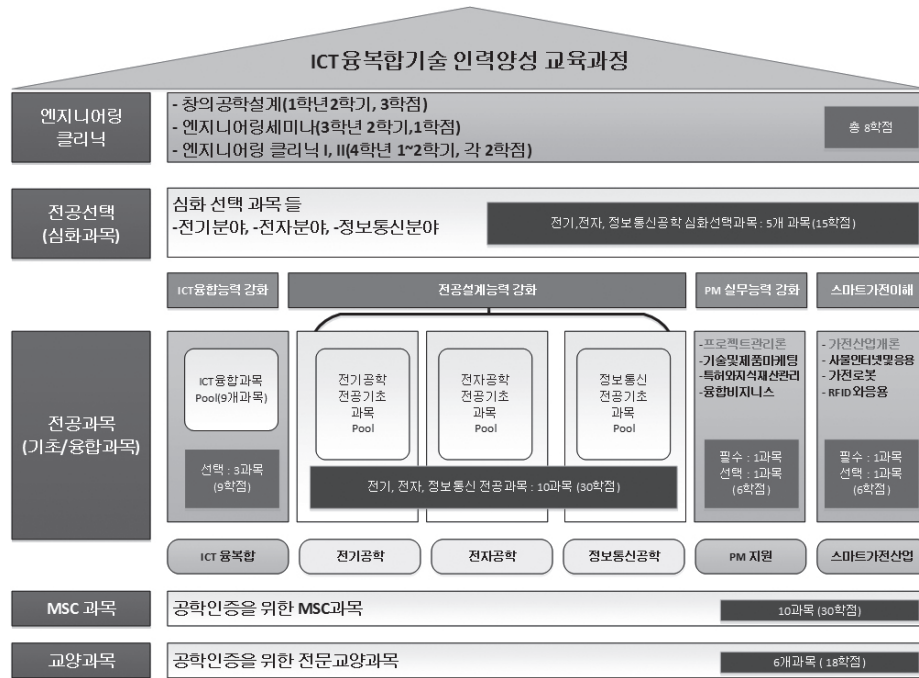 ICT융복합기술 인력양성 교육과정
엔지니어링
클리닉
- 창의공학설계(1학년2학기, 3학점)
- 엔지니어링세미나(3학년 2학기,1학점)
- 엔지니어링 클리닉 I, II(4학년 1~2학기, 각 2학점)
총 8학점
전공선택
(심화과목)
심화 선택 과목 들
-전기분야, -전자분야, -정보통신분야
전기,전자, 정보통신공학 심화선택과목 : 5개 과목(15학점)
ICT융합능력 강화
전공설계능력 강화
PM 실무능력 강화
스마트가전이해
전공과목
(기초/융합과목)
ICT융합과목
Pool(9개과목)
선택 : 3과목
(9학점)
전기공학
전공기초
과목
Pool
전자공학
전공기초
과목
Pool
정보통신
전공기초
과목
Pool
전기, 전자, 정보통신 전공과목 : 10과목 (30학점)
-프로젝트관리론
-기술및제품마케팅
-특허와지식재산관리
-융합비지니스
필수 : 1과목
선택 : 1과목
(6학점)
-가전산업개론
-사물인터넷및응용
-가전로봇
-RFID 와응용
필수 : 1과목
선택 : 1과목
(6학점)
ICT 융복합
전기공학
전자공학
정보통신공학
PM 지원
스마트가전산업
MSC 과목
공학인증을 위한 MSC과목
10과목 (30학점)
교양과목
공학인증을 위한 전문교양과목
6개과목 ( 18학점)